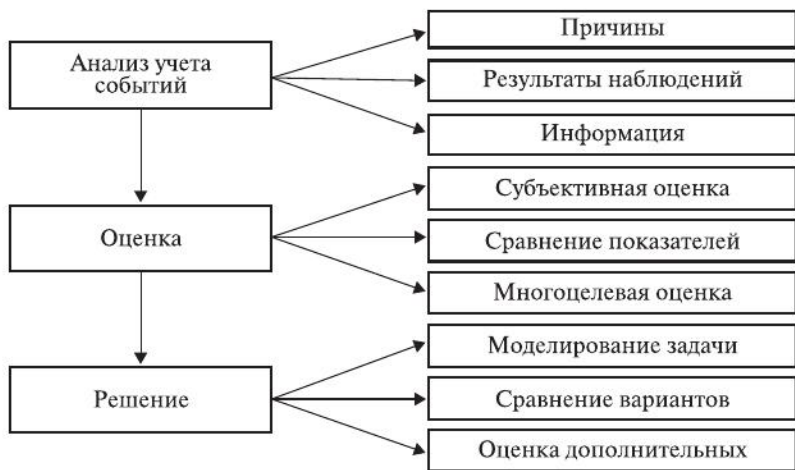 Анализ учета
событий
Причины
Результаты наблюдений
Информация
Оценка
Субъективная оценка
Сравнение показателей
Многоцелевая оценка
Решение
Моделирование задачи
Сравнение вариантов
Оценка дополнительных